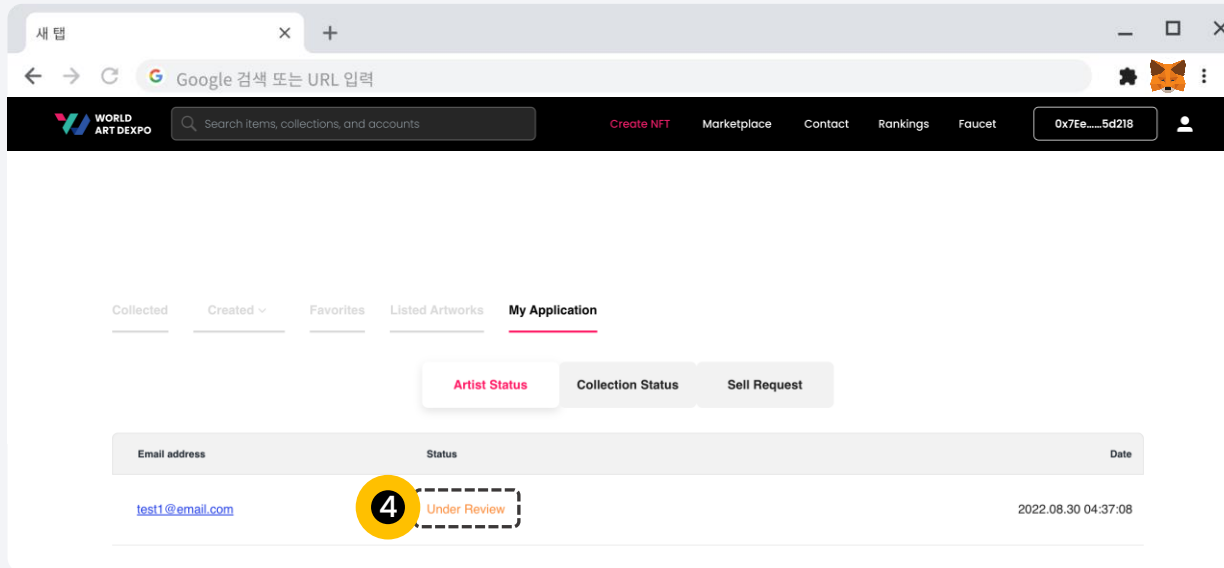 새 탭
Google 검색 또는 URL 입력
WORLD
ART DEXPO
Search items, collections, and accounts
Create NFT
Marketplace
Contact
Rankings
Faucet
0x7Ee......5d218
Collected
Created
Favorites
Listed Artworks
My Application
Artist Status
Collection Status
Sell Request
Email address
Status
Date
test1@email.com
4
Under Review
2022.08.30 04:37:08